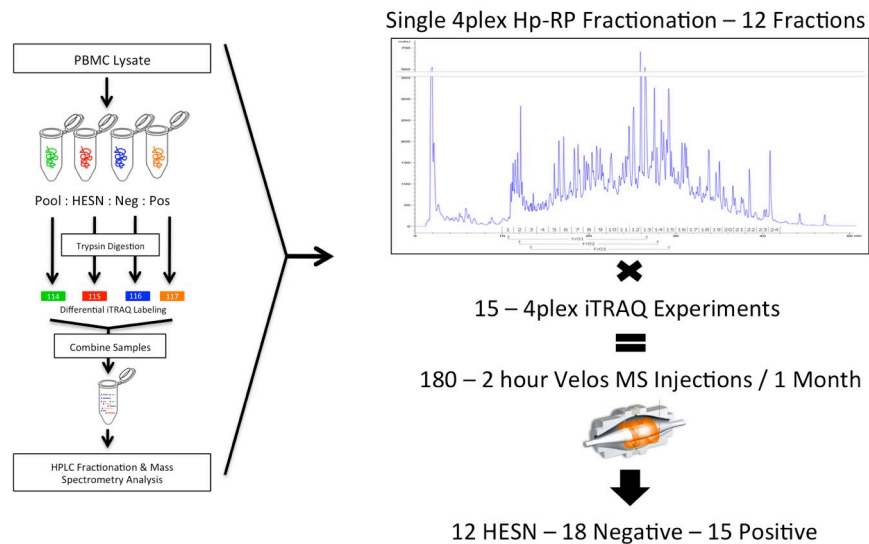 PBMC Lysate
Pool : HESN : Neg : Pos
Trypsin Digestion
114 115 116 117
Differential iTRAQ Labeling
Combine Samples
HPLC Fractionation & Mass
Spectrometry Analysis
Single 4plex Hp-RP Fractionation – 12 Fractions
1 2 3 4 5 6 7 8 9 10 11 12 13 14 15 16 17 18 19 20 21 22 23 24
Fr01
Fr02
Fr03
15 – 4plex iTRAQ Experiments
180 – 2 hour Velos MS Injections / 1 Month
12 HESN – 18 Negative – 15 Positive